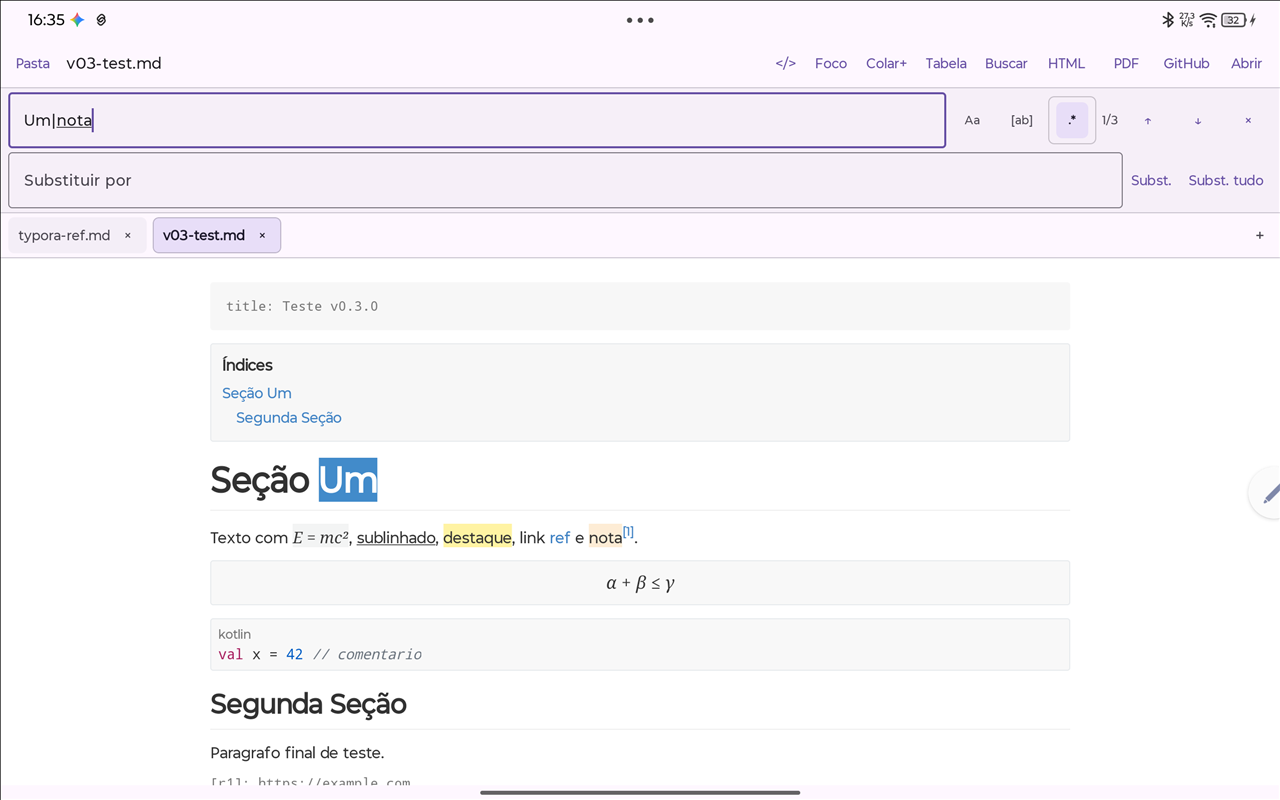 16:35
27,3 K/s
32
Pasta v03-test.md </> Foco Colar+ Tabela Buscar HTML PDF GitHub Abrir
Um|nota Aa [ab] .* 1/3 ↑ ↓ ×
Substituir por Subst. Subst. tudo
typora-ref.md × v03-test.md × +
title: Teste v0.3.0
Índices
Seção Um
Segunda Seção
Seção Um
Texto com E = mc², sublinhado, destaque, link ref e nota[1].
α + β ≤ γ
kotlin
val x = 42 // comentario
Segunda Seção
Paragrafo final de teste.
[r1]: https://example.com